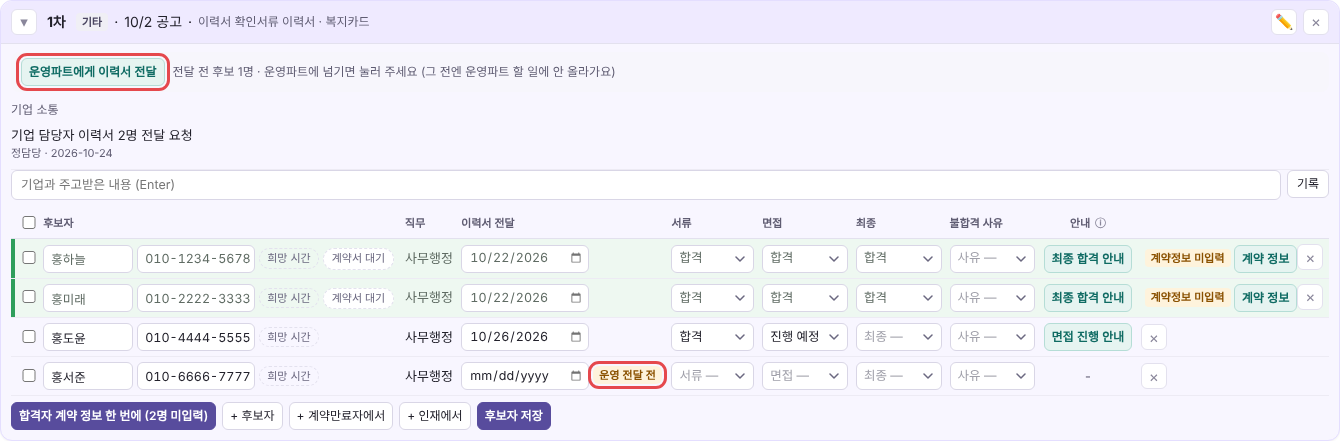 ▼ 1차 기타 · 10/2 공고 · 이력서 확인서류 이력서 · 복지카드 ✏️ ×
운영파트에게 이력서 전달 전달 전 후보 1명 · 운영파트에 넘기면 눌러 주세요 (그 전엔 운영파트 할 일에 안 올라가요)
기업 소통
기업 담당자 이력서 2명 전달 요청
정담당 · 2026-10-24
기업과 주고받은 내용 (Enter) 기록
후보자 직무 이력서 전달 서류 면접 최종 불합격 사유 안내 ⓘ
홍하늘 010-1234-5678 희망 시간 계약서 대기 사무행정 10/22/2026 합격 합격 합격 사유 — 최종 합격 안내 계약정보 미입력 계약 정보 ×
홍미래 010-2222-3333 희망 시간 계약서 대기 사무행정 10/22/2026 합격 합격 합격 사유 — 최종 합격 안내 계약정보 미입력 계약 정보 ×
홍도윤 010-4444-5555 희망 시간 사무행정 10/26/2026 합격 진행 예정 최종 — 사유 — 면접 진행 안내 ×
홍서준 010-6666-7777 희망 시간 사무행정 mm/dd/yyyy 운영 전달 전 서류 — 면접 — 최종 — 사유 — - ×
합격자 계약 정보 한 번에 (2명 미입력) + 후보자 + 계약만료자에서 + 인재에서 후보자 저장